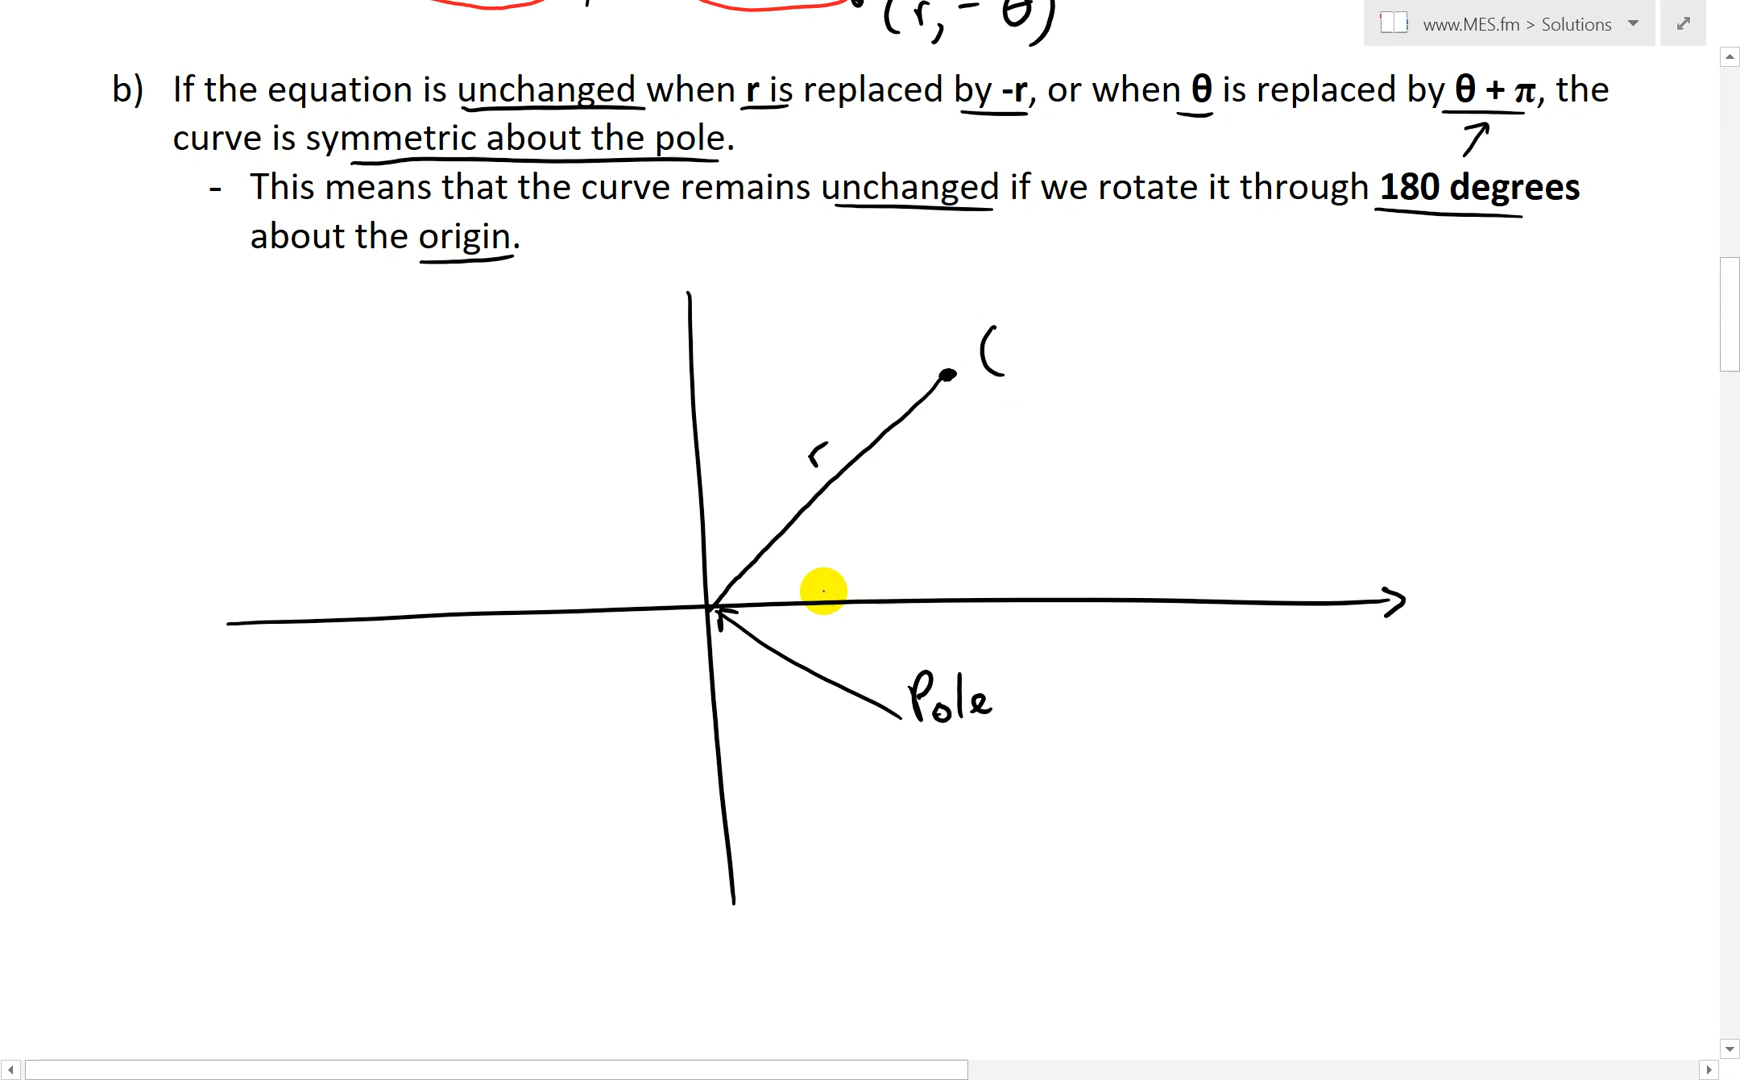 (r, - θ)
www.MES.fm > Solutions
b) If the equation is unchanged when r is replaced by -r, or when θ is replaced by θ + π, the
curve is symmetric about the pole.
- This means that the curve remains unchanged if we rotate it through 180 degrees
about the origin.
(
r
Pole